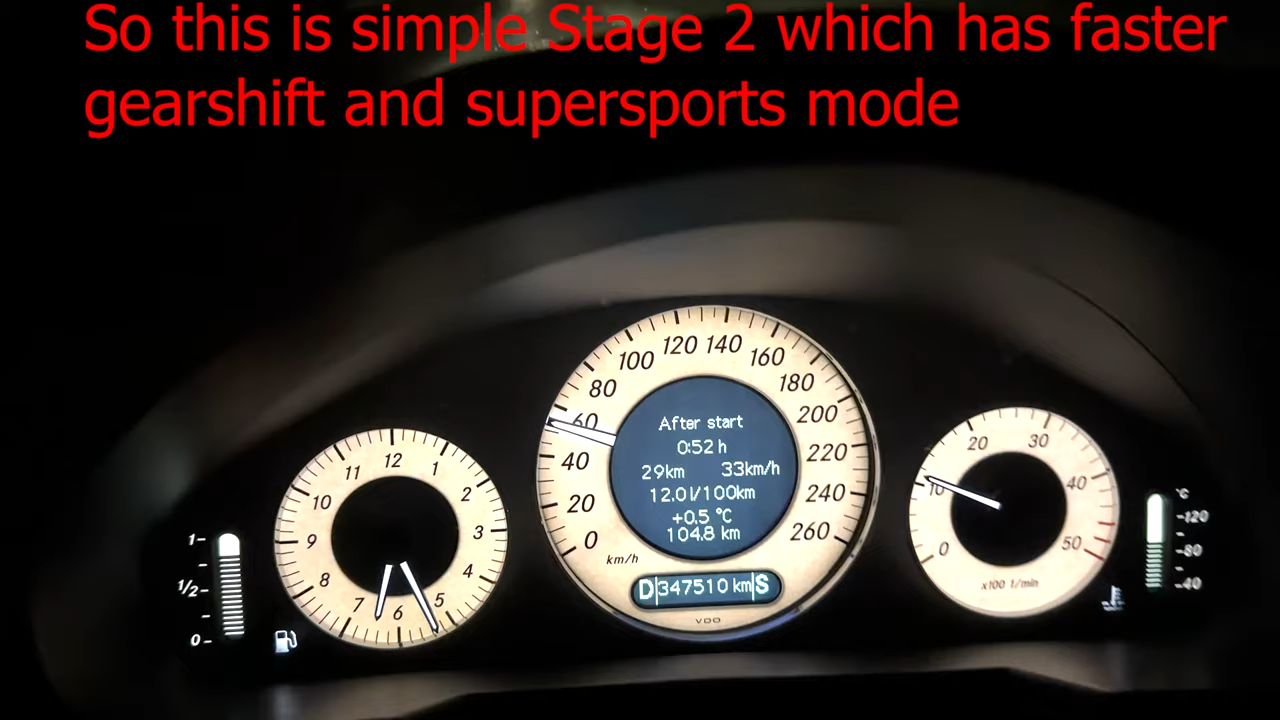 So this is simple Stage 2 which has faster
gearshift and supersports mode
120 140
100 160
80 180
60 200
40 220
20 240
0 260
km/h
After start
0:52 h
29km 33km/h
12.0l/100km
+0.5 °C
104.8 km
D 347510 km S
VDO
12
11 1
10 2
9 3
8 4
7 6 5
1
1/2
0
20 30
10 40
0 50
x100 1/min
°C
120
80
40